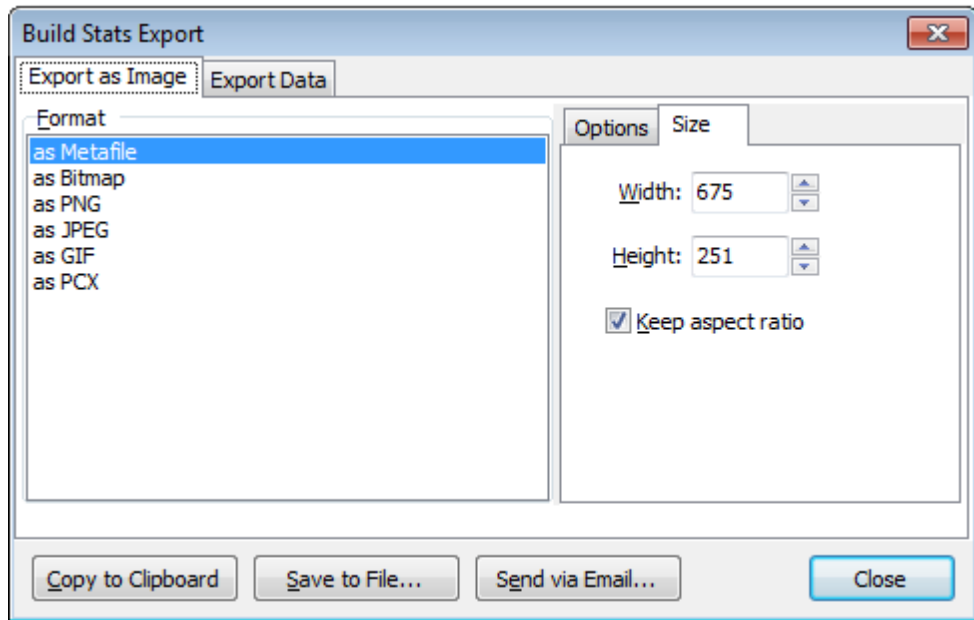 Build Stats Export
Export as Image Export Data
Format
as Metafile
as Bitmap
as PNG
as JPEG
as GIF
as PCX
Options Size
Width: 675
Height: 251
Keep aspect ratio
Copy to Clipboard Save to File... Send via Email... Close